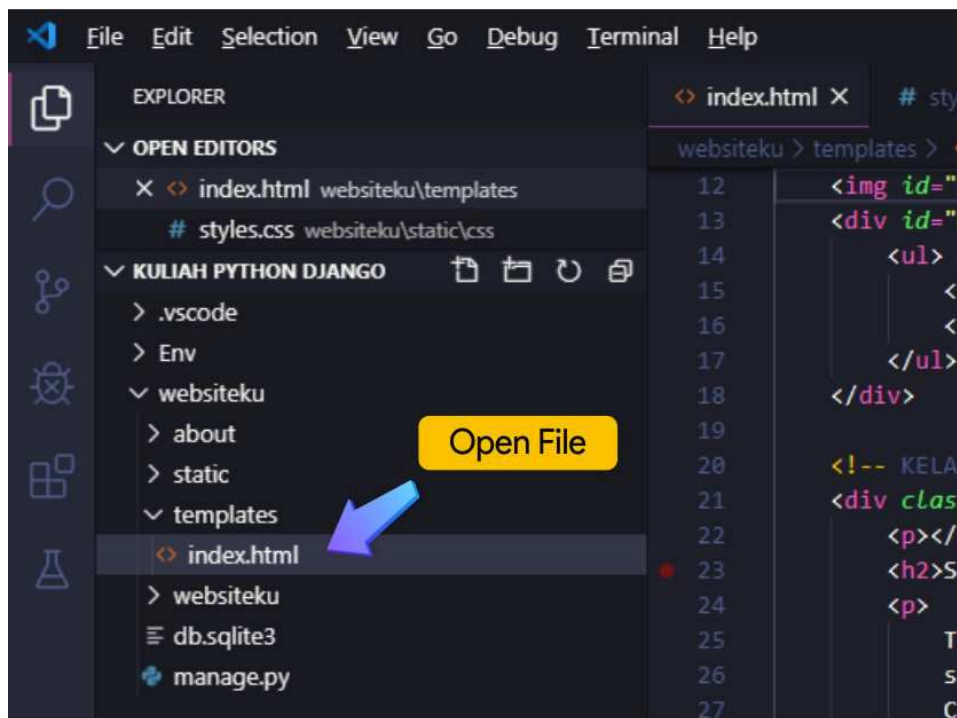 File Edit Selection View Go Debug Terminal Help
EXPLORER
OPEN EDITORS
index.html websiteku\templates
# styles.css websiteku\static\css
KULIAH PYTHON DJANGO
.vscode
Env
websiteku
about
static
templates
index.html
websiteku
db.sqlite3
manage.py
Open File
index.html
# sty
websiteku > templates >
12 <img id="
13 <div id="
14 <ul>
15 <
16 <
17 </ul>
18 </div>
19
20 <!-- KELA
21 <div clas
22 <p></
23 <h2>S
24 <p>
25 T
26 s
27 C